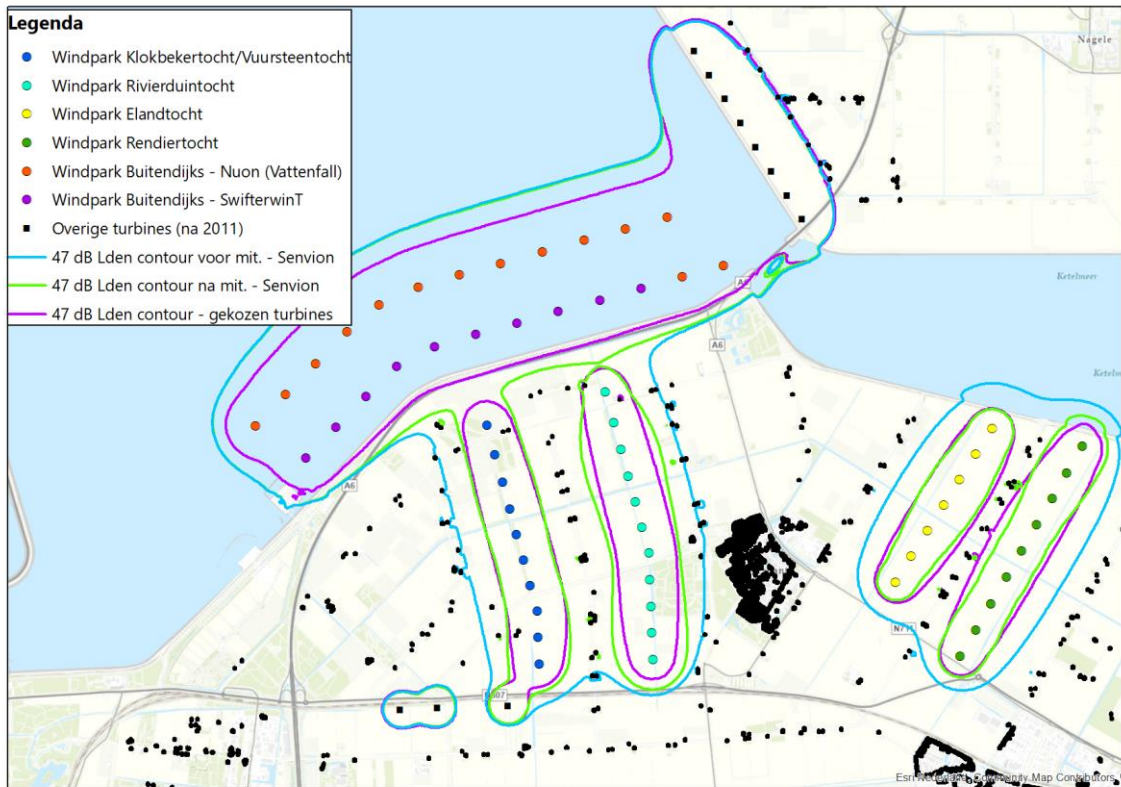 Legenda
Windpark Klokbekertocht/Vuursteentocht
Windpark Rivierduintocht
Windpark Elandtocht
Windpark Rendiertocht
Windpark Buitendijks - Nuon (Vattenfall)
Windpark Buitendijks - SwifterwinT
Overige turbines (na 2011)
47 dB Lden contour voor mit. - Senvion
47 dB Lden contour na mit. - Senvion
47 dB Lden contour - gekozen turbines
Nagele
Ketelmeer
A6
A6
A6
Esri Nederland, Community Map Contributors